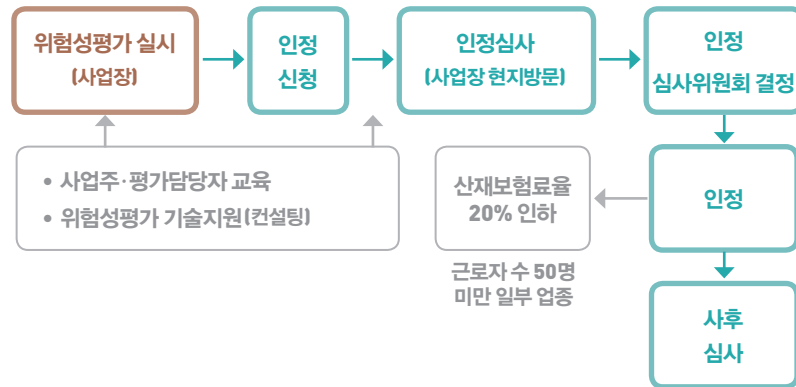 위험성평가 실시
(사업장)
인정
신청
인정심사
(사업장 현지방문)
인정
심사위원회 결정
• 사업주·평가담당자 교육
• 위험성평가 기술지원(컨설팅)
산재보험료율
20% 인하
인정
근로자 수 50명
미만 일부 업종
사후
심사